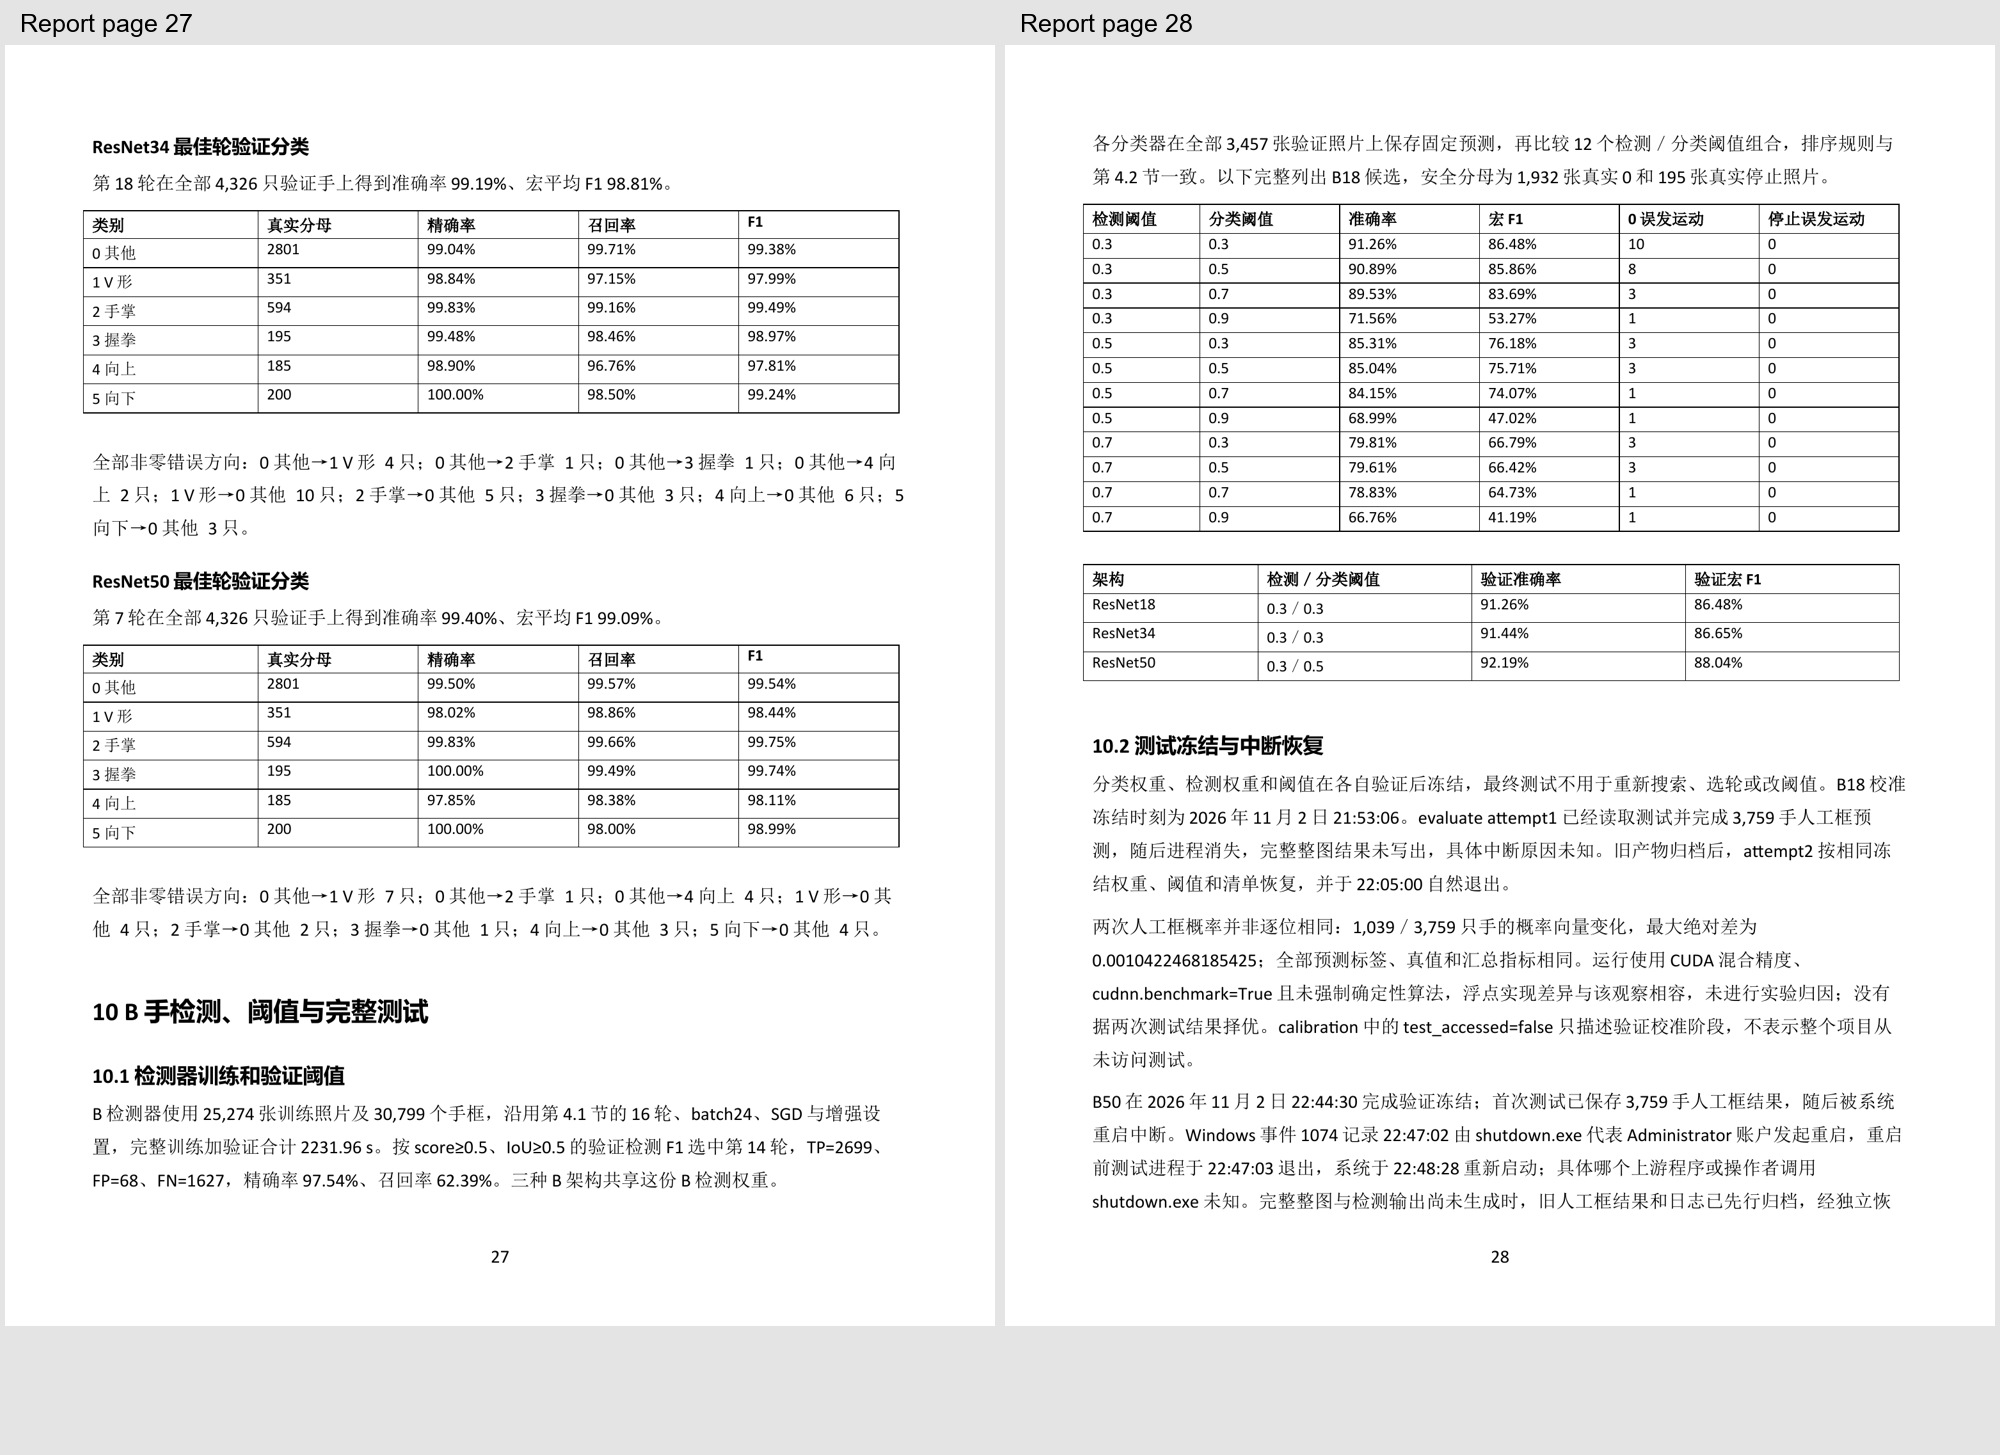 Report page 27
ResNet34 最佳轮验证分类
第 18 轮在全部 4,326 只验证手上得到准确率 99.19%、宏平均 F1 98.81%。
类别 真实分母 精确率 召回率 F1
0 其他 2801 99.04% 99.71% 99.38%
1 V 形 351 98.84% 97.15% 97.99%
2 手掌 594 99.83% 99.16% 99.49%
3 握拳 195 99.48% 98.46% 98.97%
4 向上 185 98.90% 96.76% 97.81%
5 向下 200 100.00% 98.50% 99.24%
全部非零错误方向：0 其他→1 V 形 4 只；0 其他→2 手掌 1 只；0 其他→3 握拳 1 只；0 其他→4 向
上 2 只；1 V 形→0 其他 10 只；2 手掌→0 其他 5 只；3 握拳→0 其他 3 只；4 向上→0 其他 6 只；5
向下→0 其他 3 只。
ResNet50 最佳轮验证分类
第 7 轮在全部 4,326 只验证手上得到准确率 99.40%、宏平均 F1 99.09%。
类别 真实分母 精确率 召回率 F1
0 其他 2801 99.50% 99.57% 99.54%
1 V 形 351 98.02% 98.86% 98.44%
2 手掌 594 99.83% 99.66% 99.75%
3 握拳 195 100.00% 99.49% 99.74%
4 向上 185 97.85% 98.38% 98.11%
5 向下 200 100.00% 98.00% 98.99%
全部非零错误方向：0 其他→1 V 形 7 只；0 其他→2 手掌 1 只；0 其他→4 向上 4 只；1 V 形→0 其
他 4 只；2 手掌→0 其他 2 只；3 握拳→0 其他 1 只；4 向上→0 其他 3 只；5 向下→0 其他 4 只。
10 B 手检测、阈值与完整测试
10.1 检测器训练和验证阈值
B 检测器使用 25,274 张训练照片及 30,799 个手框，沿用第 4.1 节的 16 轮、batch24、SGD 与增强设
置，完整训练加验证合计 2231.96 s。按 score≥0.5、IoU≥0.5 的验证检测 F1 选中第 14 轮，TP=2699、
FP=68、FN=1627，精确率 97.54%、召回率 62.39%。三种 B 架构共享这份 B 检测权重。
27
Report page 28
各分类器在全部 3,457 张验证照片上保存固定预测，再比较 12 个检测 / 分类阈值组合，排序规则与
第 4.2 节一致。以下完整列出 B18 候选，安全分母为 1,932 张真实 0 和 195 张真实停止照片。
检测阈值 分类阈值 准确率 宏 F1 0 误发运动 停止误发运动
0.3 0.3 91.26% 86.48% 10 0
0.3 0.5 90.89% 85.86% 8 0
0.3 0.7 89.53% 83.69% 3 0
0.3 0.9 71.56% 53.27% 1 0
0.5 0.3 85.31% 76.18% 3 0
0.5 0.5 85.04% 75.71% 3 0
0.5 0.7 84.15% 74.07% 1 0
0.5 0.9 68.99% 47.02% 1 0
0.7 0.3 79.81% 66.79% 3 0
0.7 0.5 79.61% 66.42% 3 0
0.7 0.7 78.83% 64.73% 1 0
0.7 0.9 66.76% 41.19% 1 0
架构 检测 / 分类阈值 验证准确率 验证宏 F1
ResNet18 0.3 / 0.3 91.26% 86.48%
ResNet34 0.3 / 0.3 91.44% 86.65%
ResNet50 0.3 / 0.5 92.19% 88.04%
10.2 测试冻结与中断恢复
分类权重、检测权重和阈值在各自验证后冻结，最终测试不用于重新搜索、选轮或改阈值。B18 校准
冻结时刻为 2026 年 11 月 2 日 21:53:06。evaluate attempt1 已经读取测试并完成 3,759 手人工框预
测，随后进程消失，完整整图结果未写出，具体中断原因未知。旧产物归档后，attempt2 按相同冻
结权重、阈值和清单恢复，并于 22:05:00 自然退出。
两次人工框概率并非逐位相同：1,039 / 3,759 只手的概率向量变化，最大绝对差为
0.0010422468185425；全部预测标签、真值和汇总指标相同。运行使用 CUDA 混合精度、
cudnn.benchmark=True 且未强制确定性算法，浮点实现差异与该观察相容，未进行实验归因；没有
据两次测试结果择优。calibration 中的 test_accessed=false 只描述验证校准阶段，不表示整个项目从
未访问测试。
B50 在 2026 年 11 月 2 日 22:44:30 完成验证冻结；首次测试已保存 3,759 手人工框结果，随后被系统
重启中断。Windows 事件 1074 记录 22:47:02 由 shutdown.exe 代表 Administrator 账户发起重启，重启
前测试进程于 22:47:03 退出，系统于 22:48:28 重新启动；具体哪个上游程序或操作者调用
shutdown.exe 未知。完整整图与检测输出尚未生成时，旧人工框结果和日志已先行归档，经独立恢
28